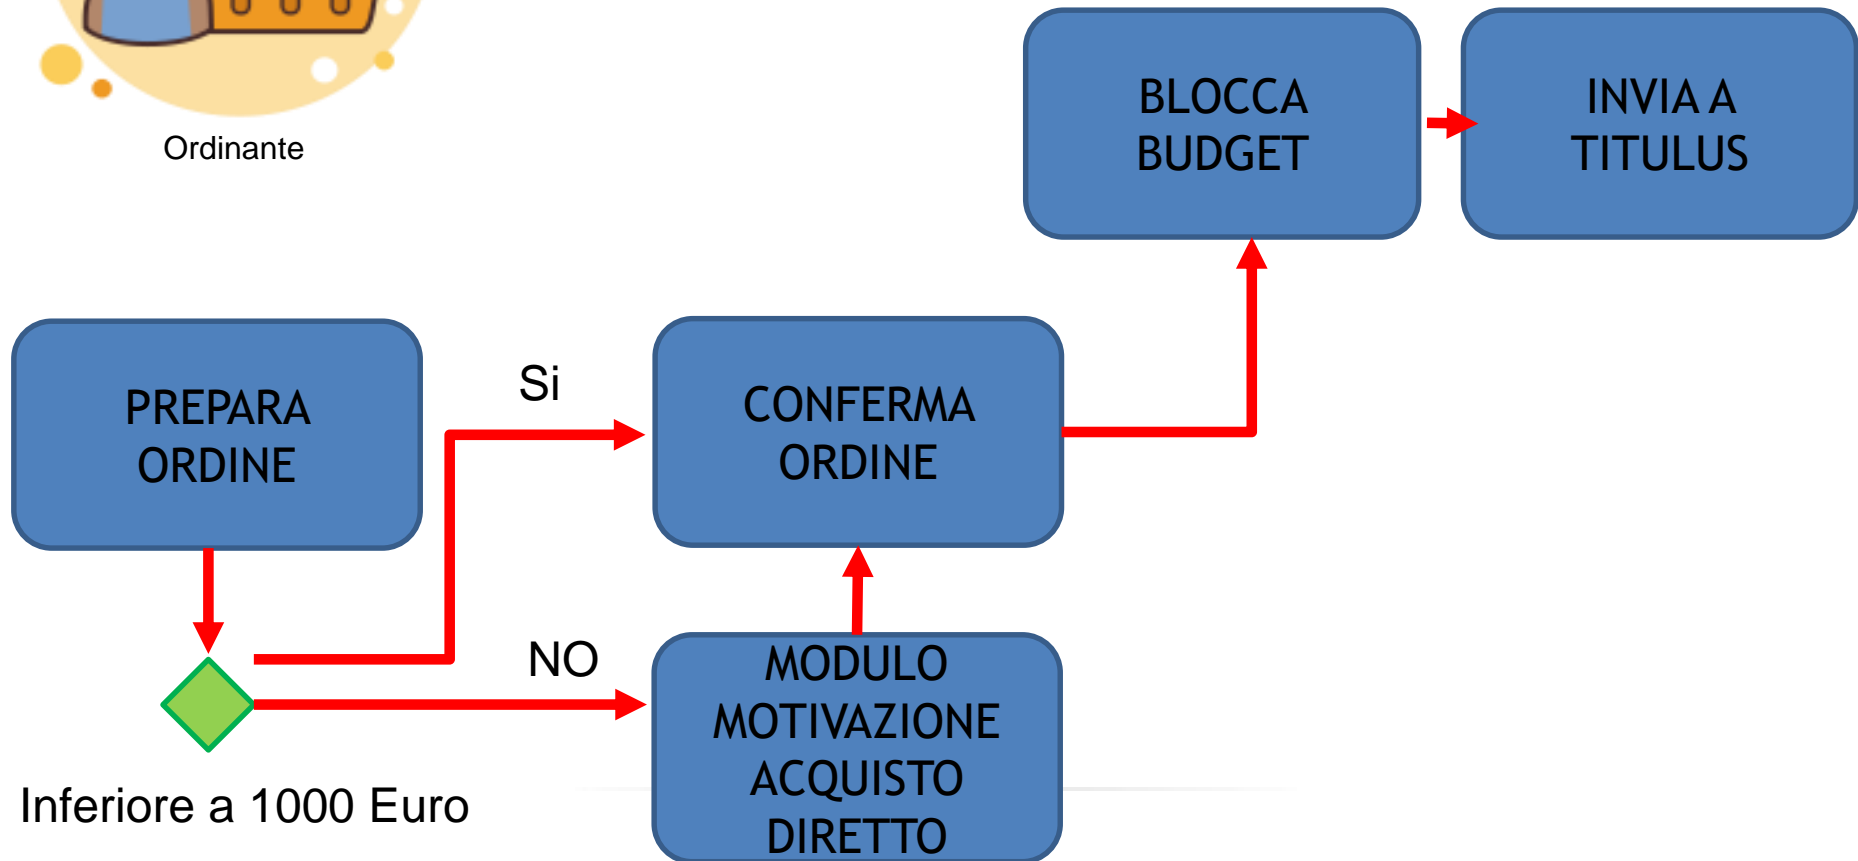 Ordinante
BLOCCA
BUDGET
INVIA A
TITULUS
PREPARA
ORDINE
Si
CONFERMA
ORDINE
NO
MODULO
MOTIVAZIONE
ACQUISTO
DIRETTO
Inferiore a 1000 Euro